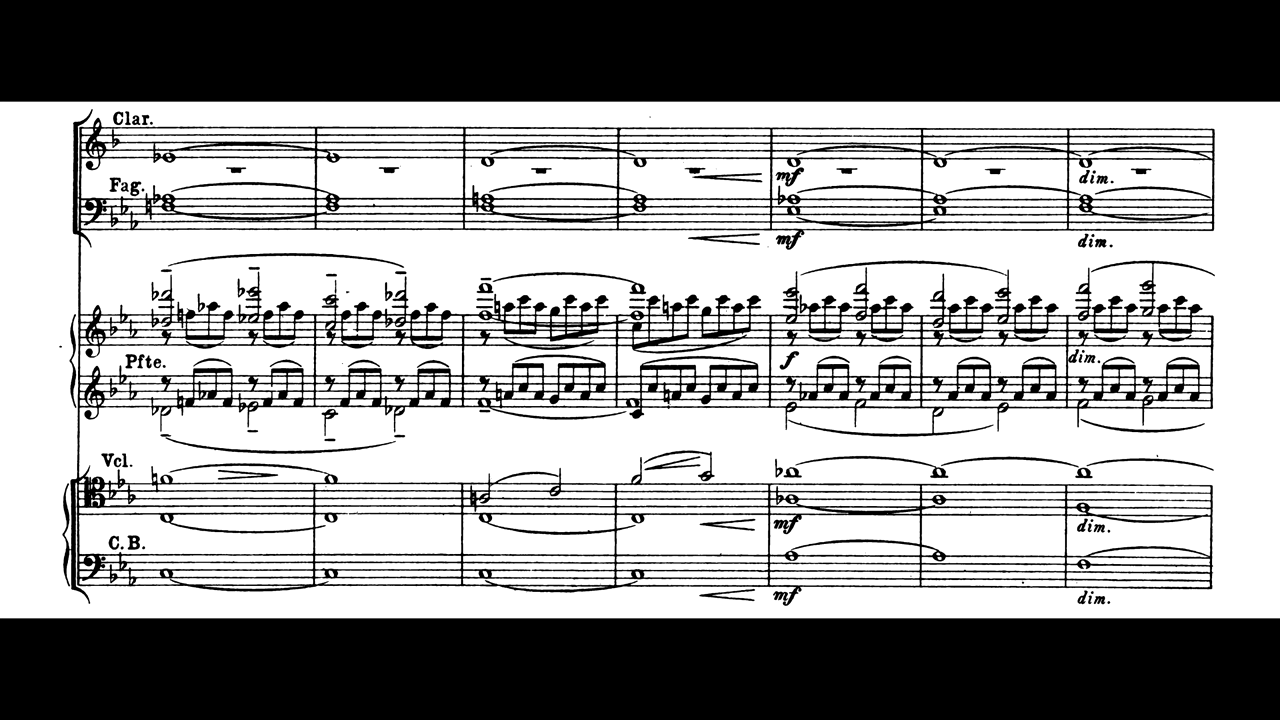 Clar.
mf
dim.
Fag.
mf
dim.
Pfte.
f
dim.
Vcl.
mf
dim.
C.B.
mf
dim.